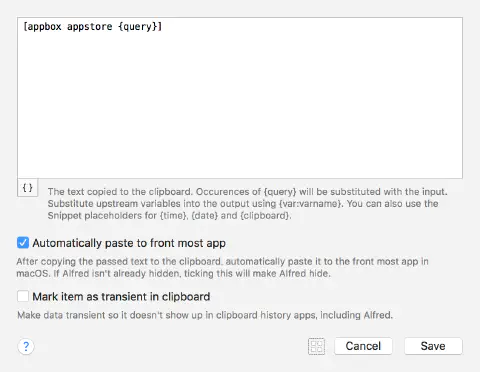 [appbox appstore {query}]
{}
The text copied to the clipboard. Occurences of {query} will be substituted with the input.
Substitute upstream variables into the output using {var:varname}. You can also use the
Snippet placeholders for {time}, {date} and {clipboard}.
Automatically paste to front most app
After copying the passed text to the clipboard, automatically paste it to the front most app in
macOS. If Alfred isn't already hidden, ticking this will make Alfred hide.
Mark item as transient in clipboard
Make data transient so it doesn't show up in clipboard history apps, including Alfred.
? Cancel Save